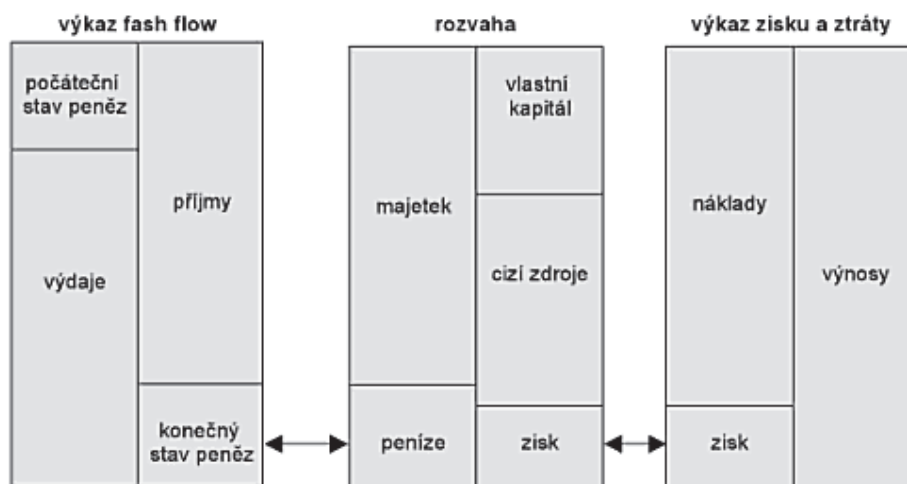 výkaz fash flow
rozvaha
výkaz zisku a ztráty
počáteční
stav peněz
příjmy
výdaje
konečný
stav peněz
majetek
peníze
vlastní
kapitál
cizí zdroje
zisk
náklady
zisk
výnosy